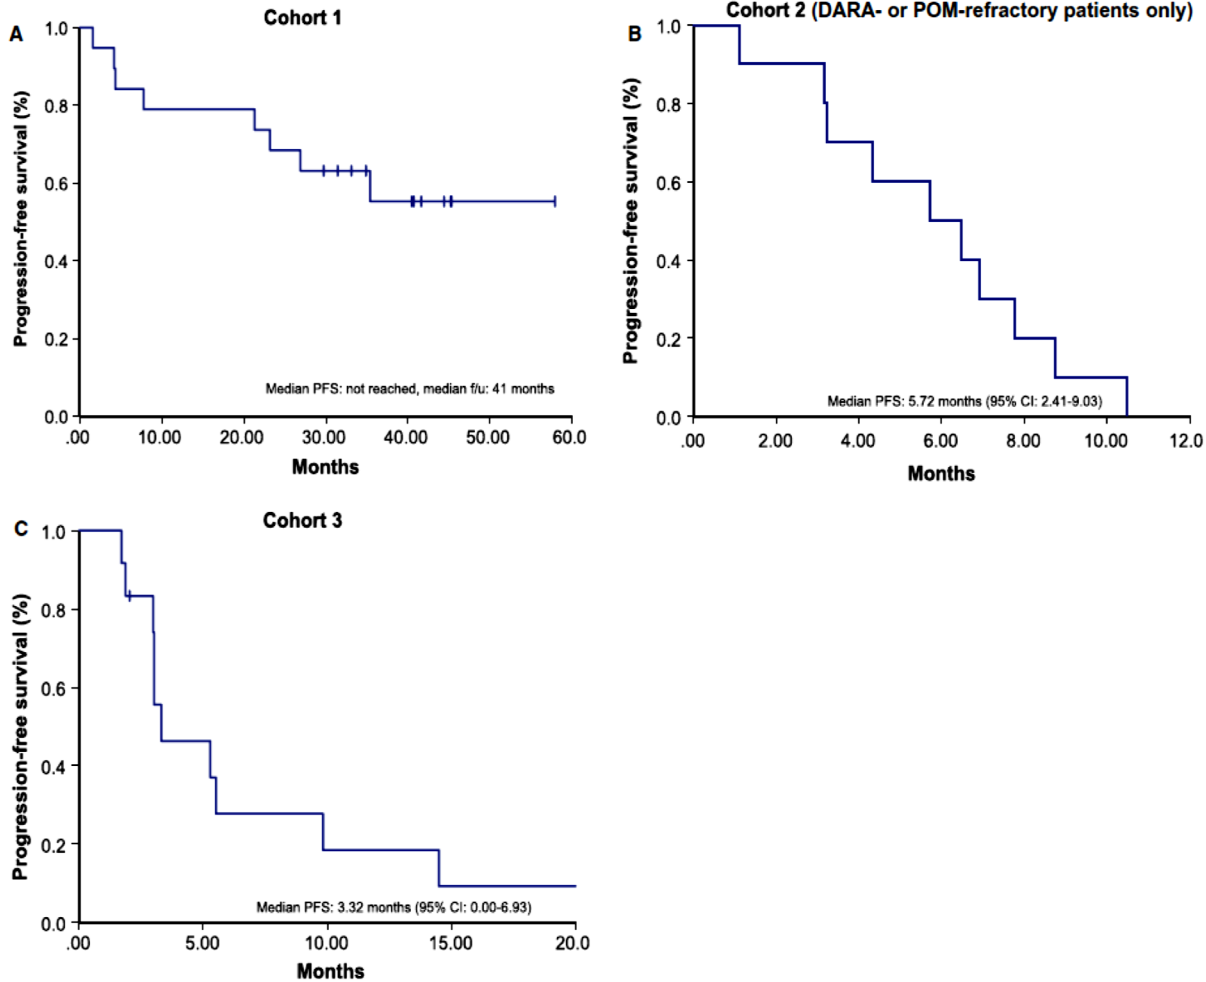 A
Cohort 1
Progression-free survival (%)
1.0
0.8
0.6
0.4
0.2
0.0
Median PFS: not reached, median f/u: 41 months
.00 10.00 20.00 30.00 40.00 50.00 60.0
Months
B
Cohort 2 (DARA- or POM-refractory patients only)
Progression-free survival (%)
1.0
0.8
0.6
0.4
0.2
0.0
Median PFS: 5.72 months (95% CI: 2.41-9.03)
.00 2.00 4.00 6.00 8.00 10.00 12.0
Months
C
Cohort 3
Progression-free survival (%)
1.0
0.8
0.6
0.4
0.2
0.0
Median PFS: 3.32 months (95% CI: 0.00-6.93)
.00 5.00 10.00 15.00 20.0
Months